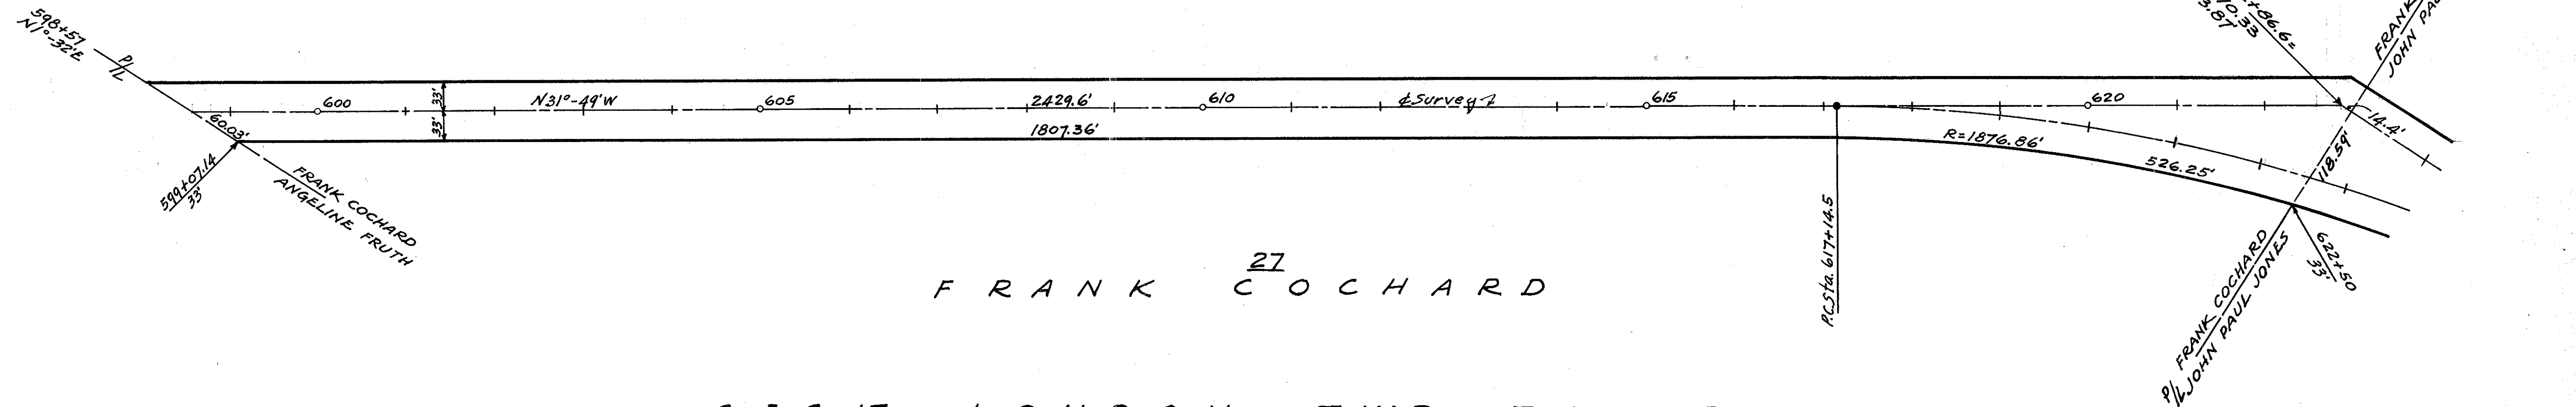 598+57
N1°-32'E
P/L
600
33'
N31°-49'W
605
2429.6'
610
℄ Survey
615
620
+86.6=
70.33
3.87'
FRANK
JOHN PAU
14.4'
60.03'
33'
1807.36'
R=1876.86'
526.25'
118.59'
599+07.14
33'
FRANK COCHARD
ANGELINE FRUTH
27
FRANK COCHARD
P.C. Sta. 617+14.5
FRANK COCHARD
P/L JOHN PAUL JONES
622+50
33'